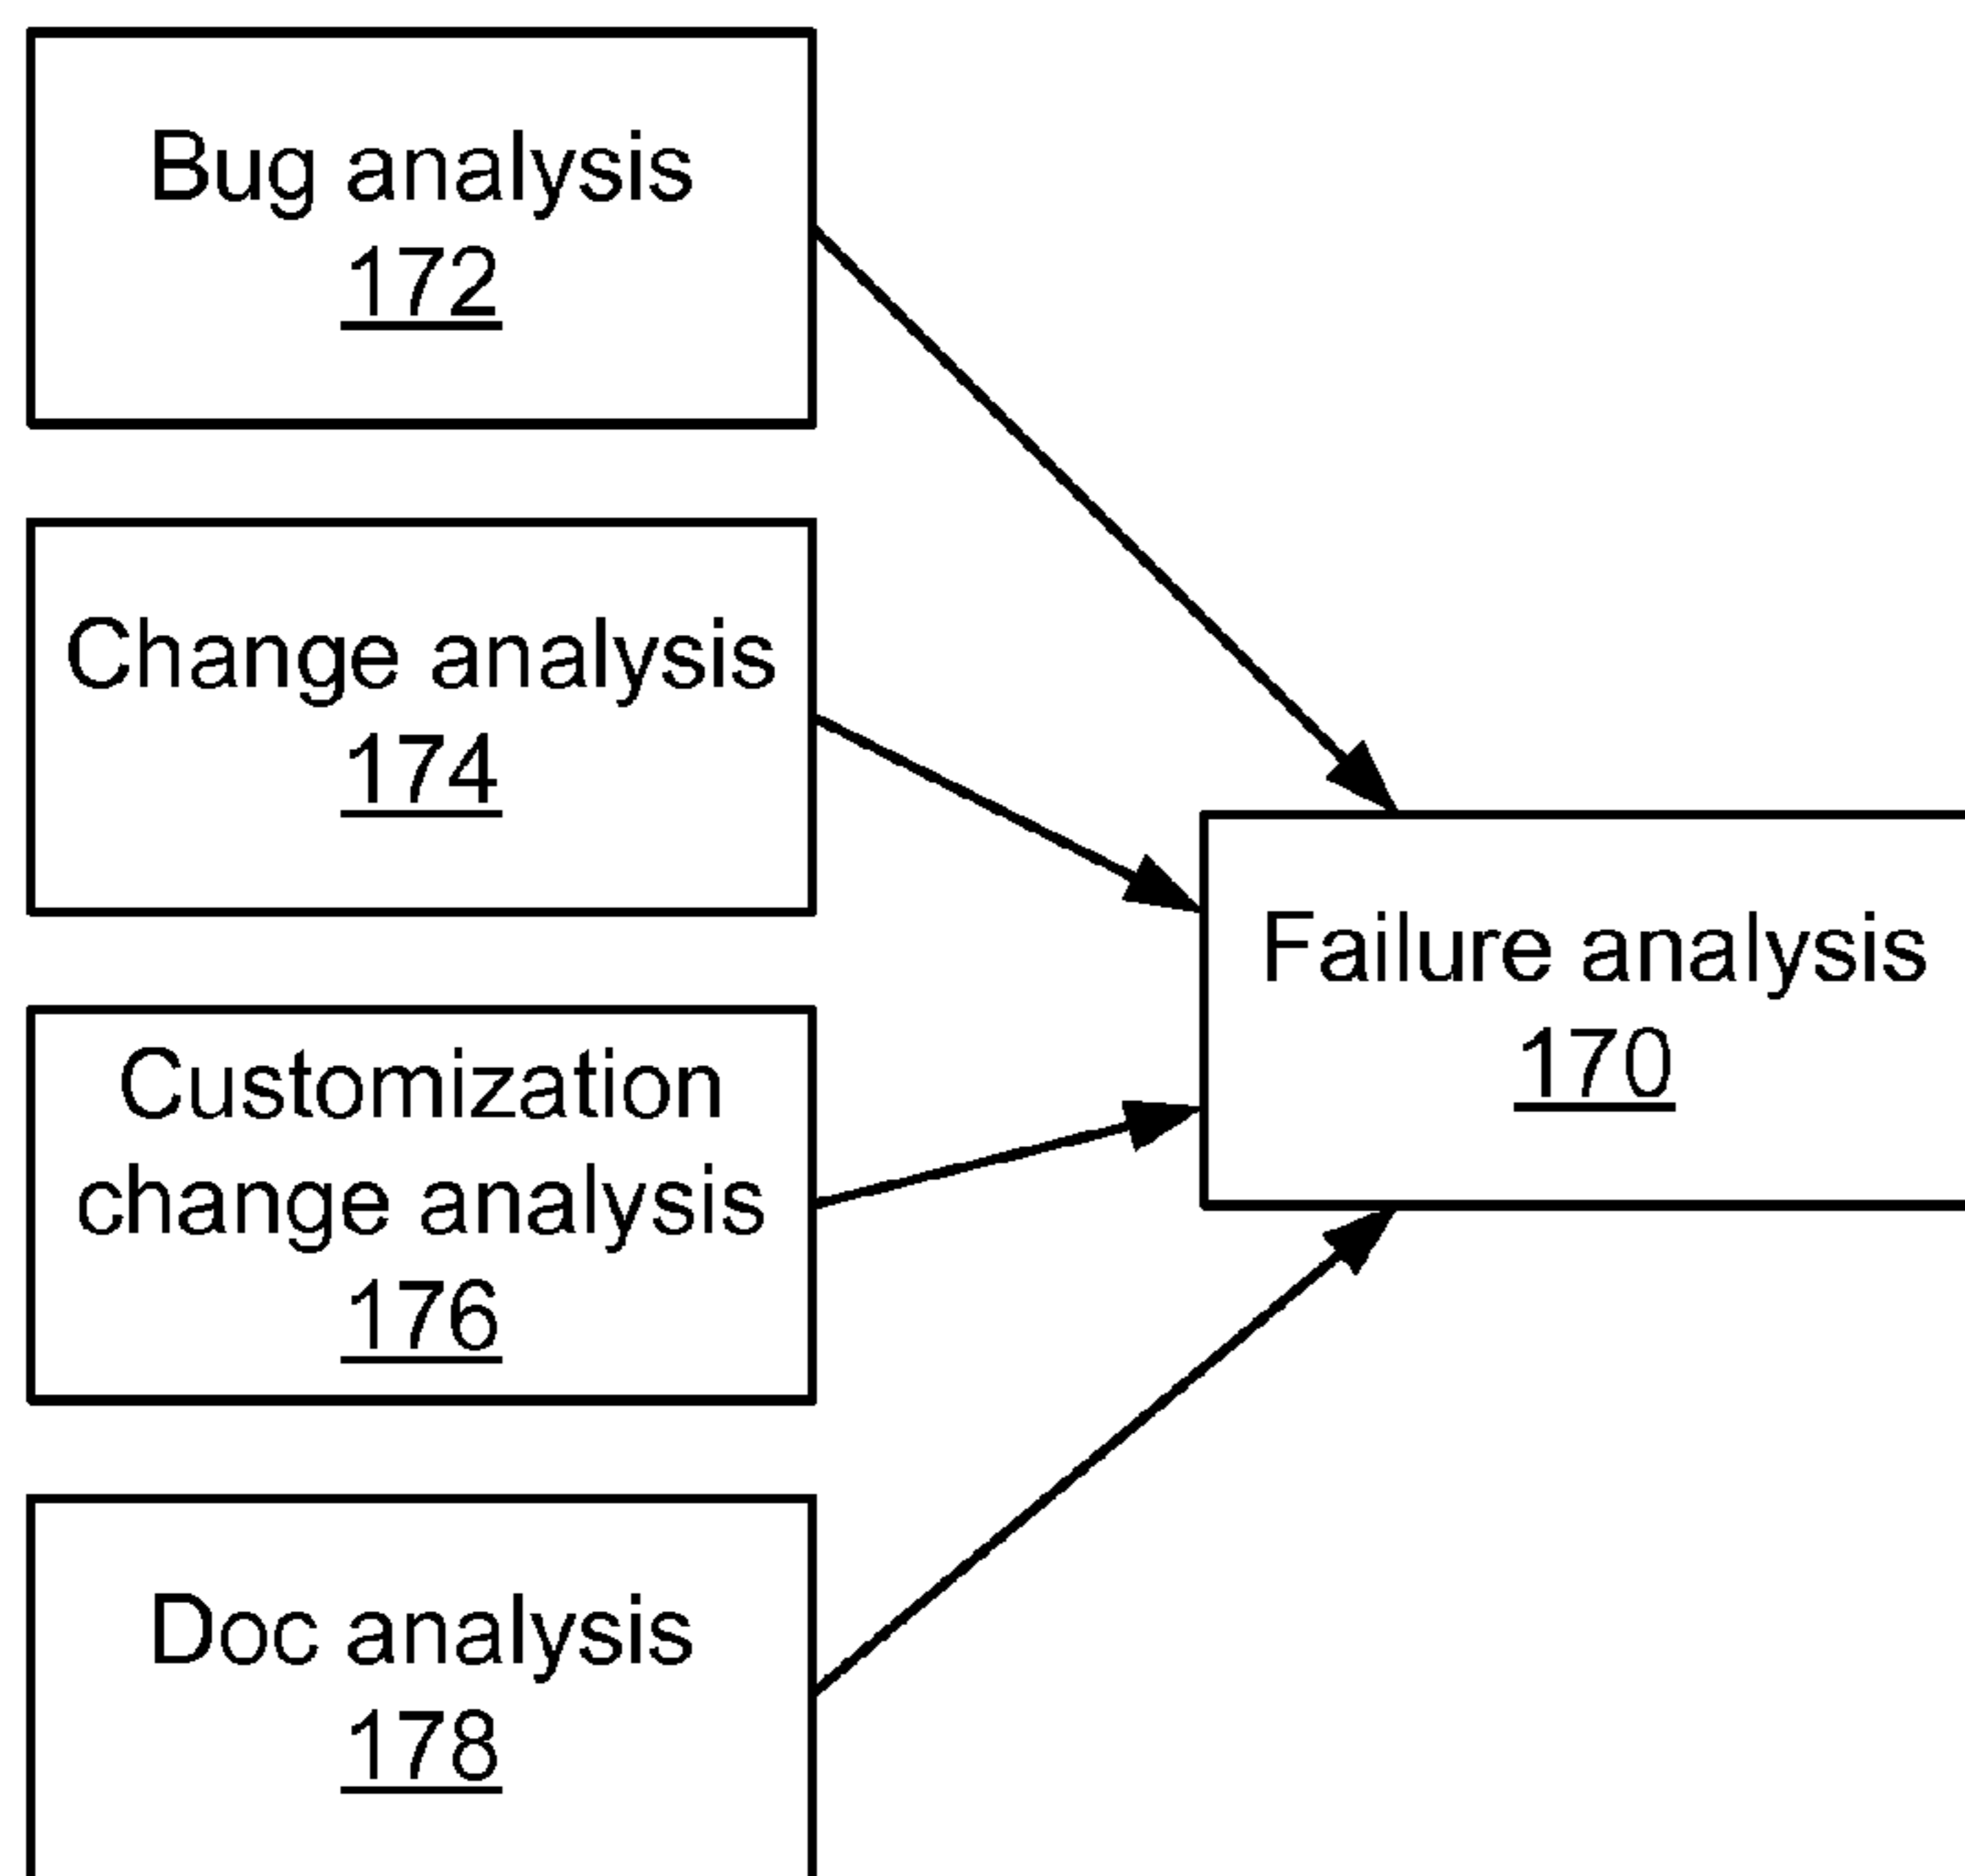 Bug analysis
172
Change analysis
174
Customization
change analysis
176
Doc analysis
178
Failure analysis
170